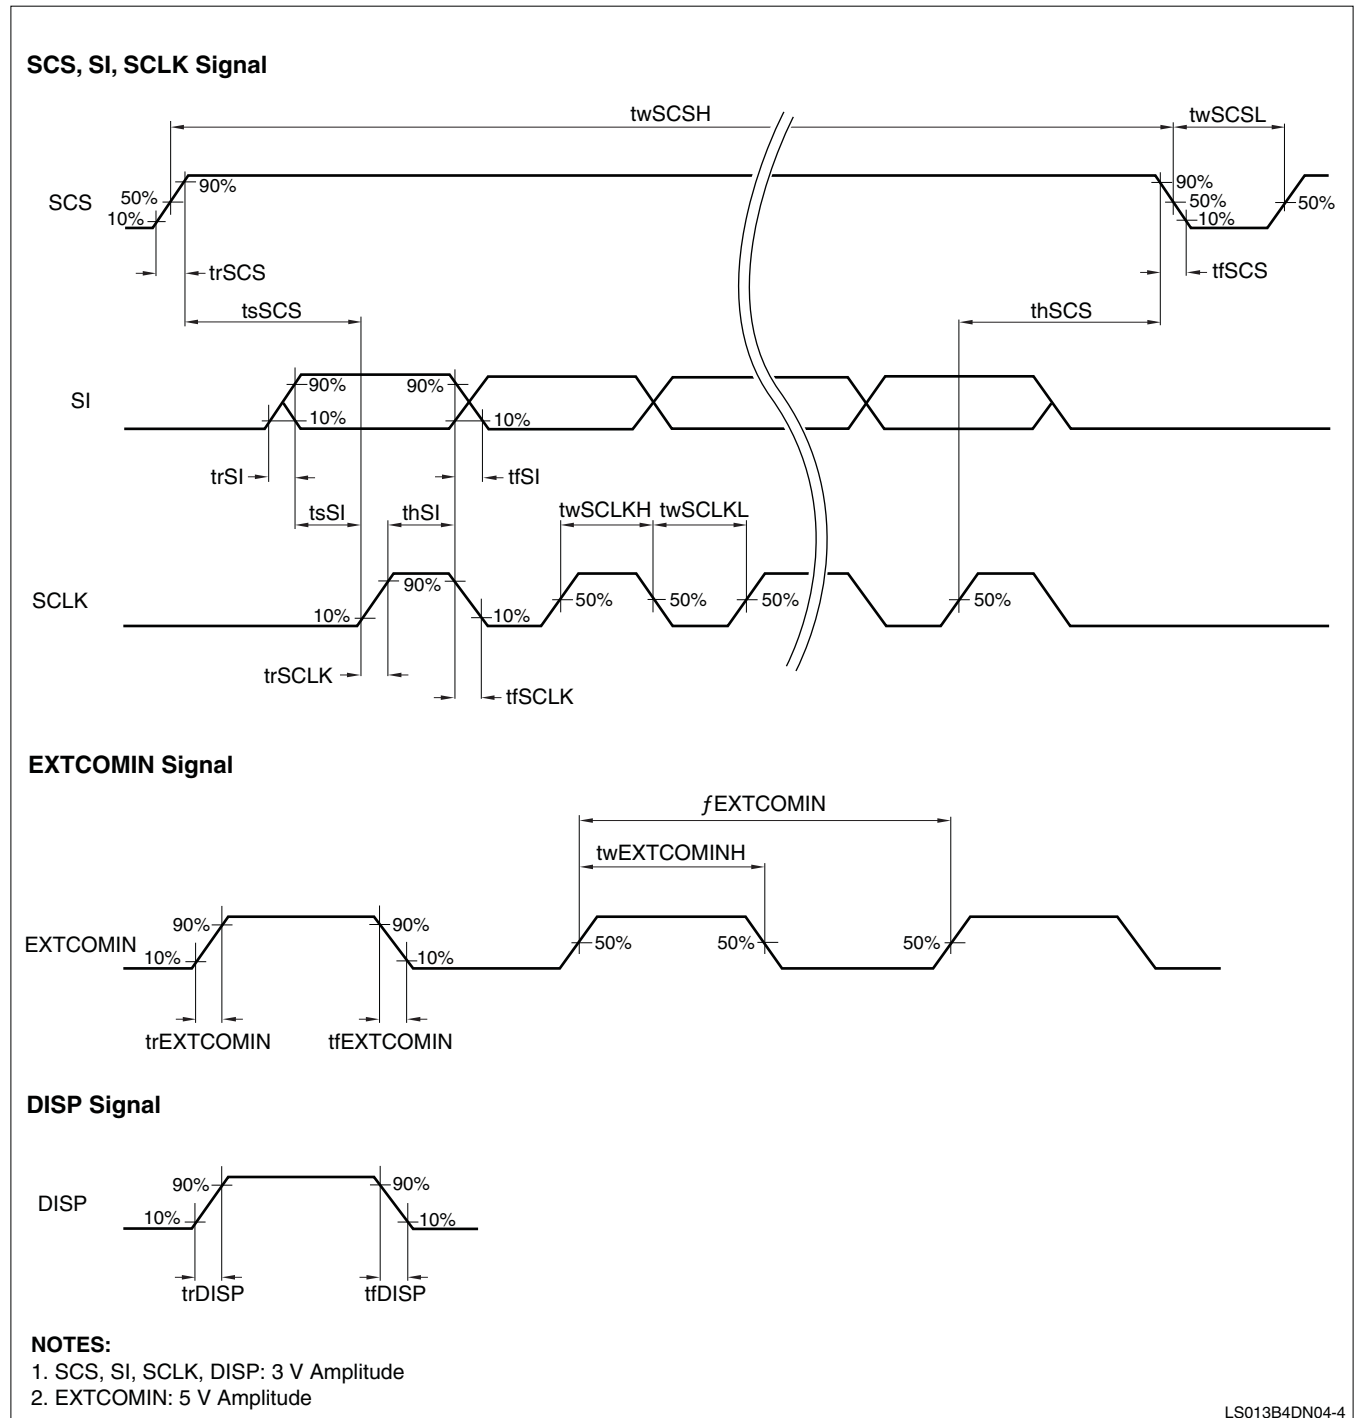 SCS, SI, SCLK Signal
twSCSH
twSCSL
SCS
50%
10%
90%
90%
50%
10%
50%
trSCS
tfSCS
tsSCS
thSCS
SI
90%
90%
10%
10%
trSI
tfSI
tsSI
thSI
twSCLKH
twSCLKL
SCLK
10%
90%
10%
50%
50%
50%
50%
trSCLK
tfSCLK
EXTCOMIN Signal
ƒEXTCOMIN
twEXTCOMINH
EXTCOMIN
90%
10%
90%
10%
50%
50%
50%
trEXTCOMIN
tfEXTCOMIN
DISP Signal
DISP
90%
10%
90%
10%
trDISP
tfDISP
NOTES:
1. SCS, SI, SCLK, DISP: 3 V Amplitude
2. EXTCOMIN: 5 V Amplitude
LS013B4DN04-4